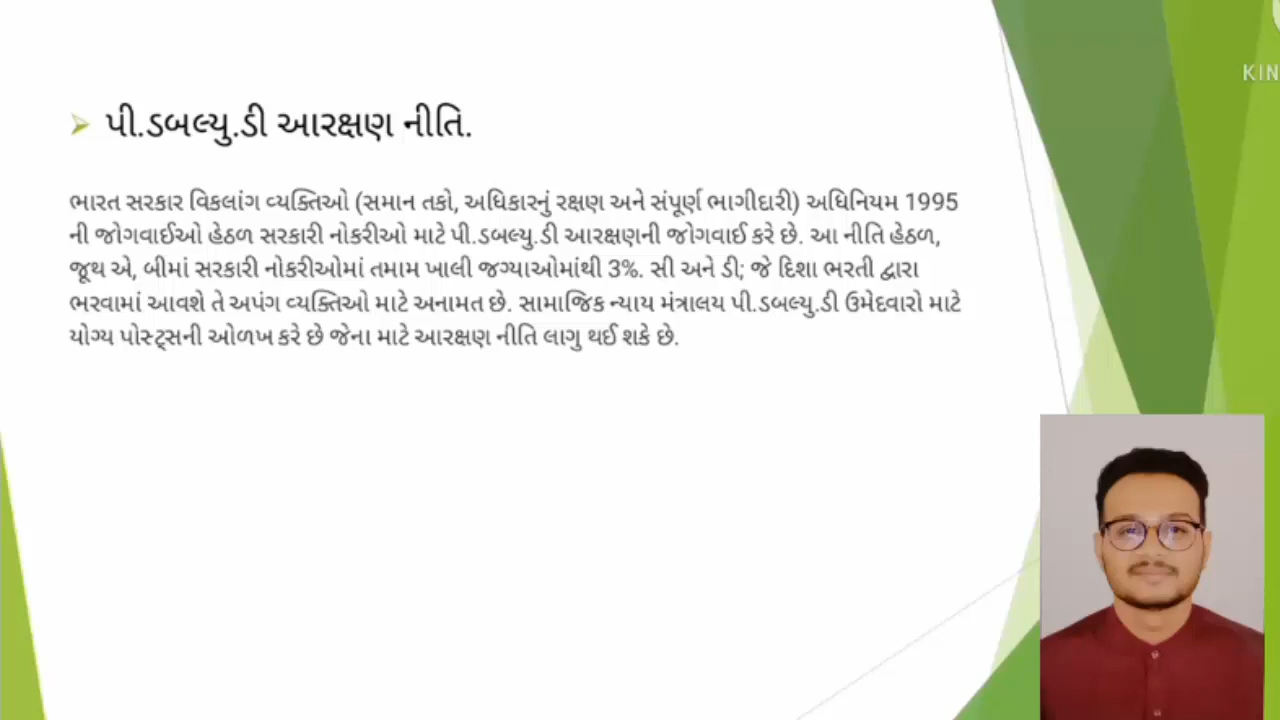 પી.ડબલ્યુ.ડી આરક્ષણ નીતિ.
ભારત સરકાર વિકલાંગ વ્યક્તિઓ (સમાન તકો, અધિકારનું રક્ષણ અને સંપૂર્ણ ભાગીદારી) અધિનિયમ 1995
ની જોગવાઈઓ હેઠળ સરકારી નોકરીઓ માટે પી.ડબલ્યુ.ડી આરક્ષણની જોગવાઈ કરે છે. આ નીતિ હેઠળ,
જૂથ એ, બીમાં સરકારી નોકરીઓમાં તમામ ખાલી જગ્યાઓમાંથી 3%. સી અને ડી; જે દિશા ભરતી દ્વારા
ભરવામાં આવશે તે અપંગ વ્યક્તિઓ માટે અનામત છે. સામાજિક ન્યાય મંત્રાલય પી.ડબલ્યુ.ડી ઉમેદવારો માટે
યોગ્ય પોસ્ટ્સની ઓળખ કરે છે જેના માટે આરક્ષણ નીતિ લાગુ થઈ શકે છે.
KIN